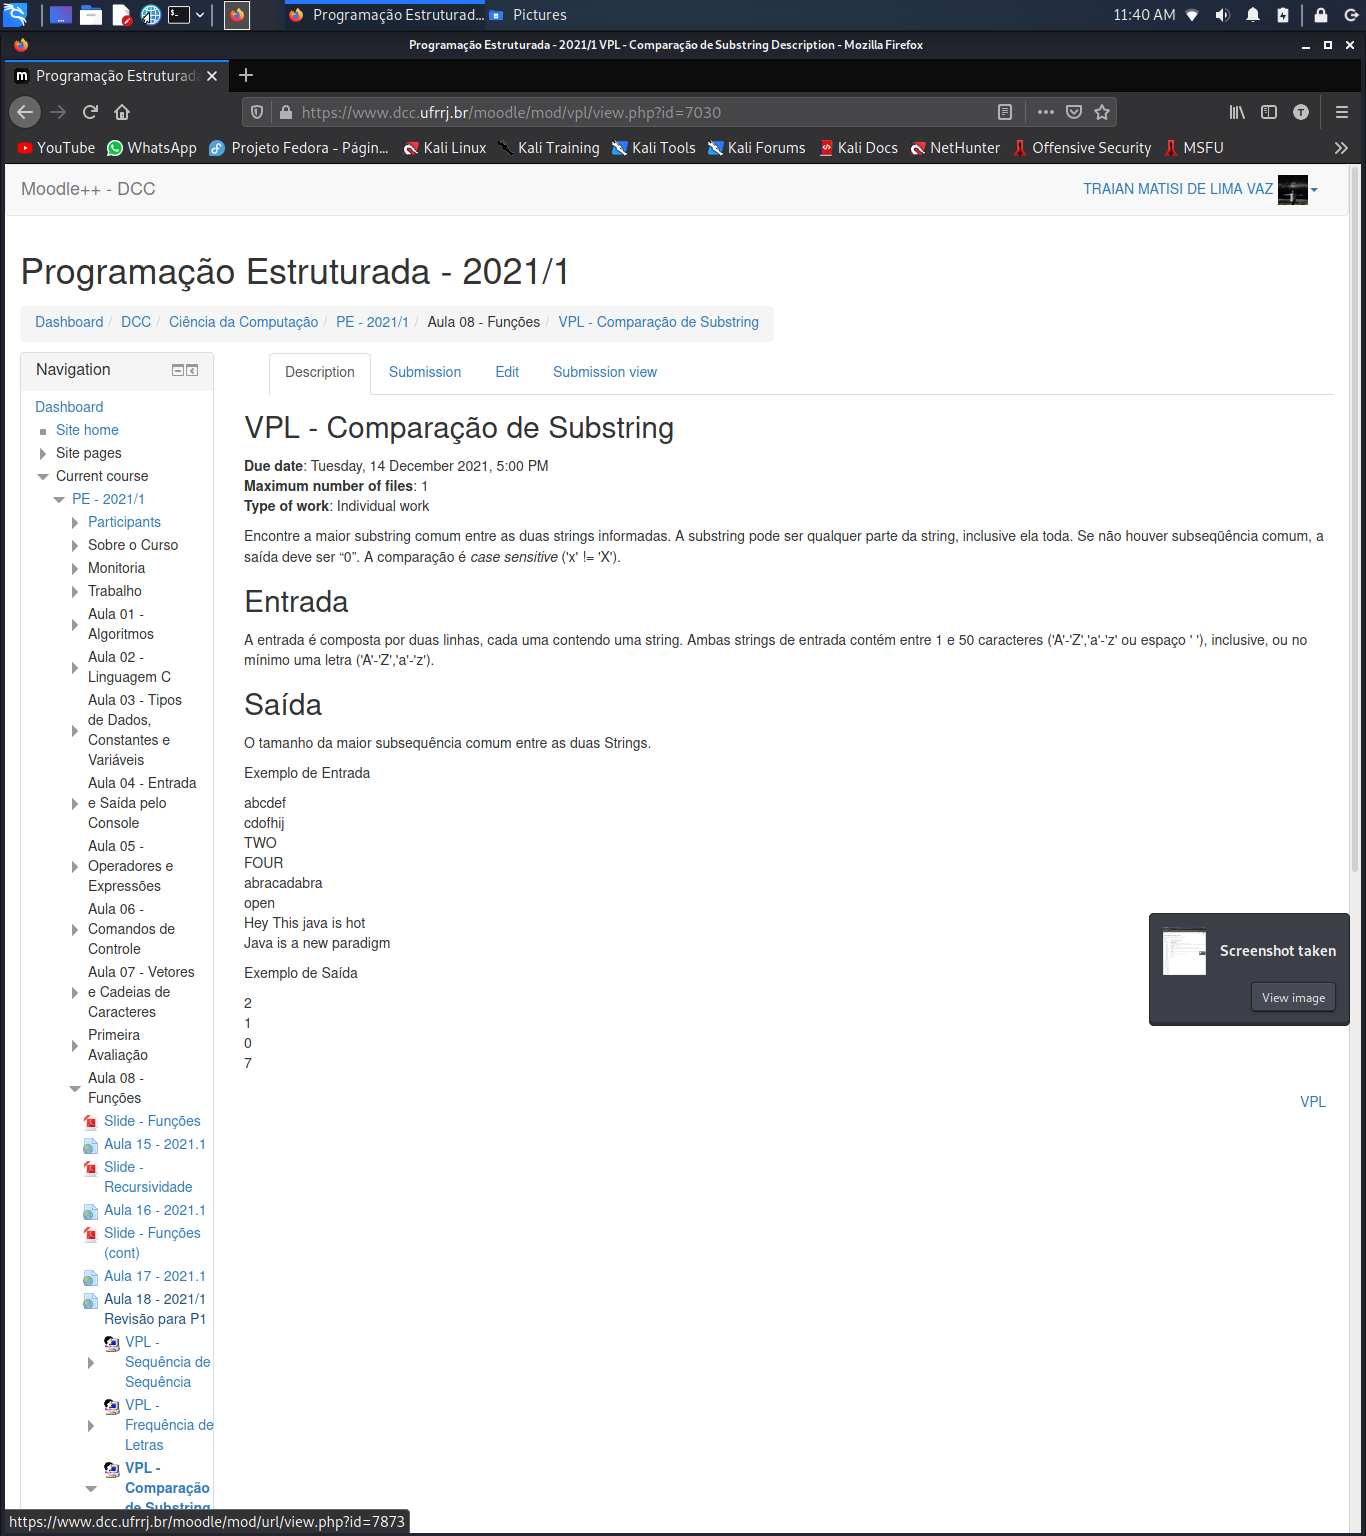 Programação Estruturad...
Pictures
11:40 AM
Programação Estruturada - 2021/1 VPL - Comparação de Substring Description - Mozilla Firefox
Programação Estruturada
https://www.dcc.ufrrj.br/moodle/mod/vpl/view.php?id=7030
T
YouTube
WhatsApp
Projeto Fedora - Págin...
Kali Linux
Kali Training
Kali Tools
Kali Forums
Kali Docs
NetHunter
Offensive Security
MSFU
Moodle++ - DCC
TRAIAN MATISI DE LIMA VAZ
Programação Estruturada - 2021/1
Dashboard / DCC / Ciência da Computação / PE - 2021/1 / Aula 08 - Funções / VPL - Comparação de Substring
Navigation
Dashboard
Site home
Site pages
Current course
PE - 2021/1
Participants
Sobre o Curso
Monitoria
Trabalho
Aula 01 -
Algoritmos
Aula 02 -
Linguagem C
Aula 03 - Tipos
de Dados,
Constantes e
Variáveis
Aula 04 - Entrada
e Saída pelo
Console
Aula 05 -
Operadores e
Expressões
Aula 06 -
Comandos de
Controle
Aula 07 - Vetores
e Cadeias de
Caracteres
Primeira
Avaliação
Aula 08 -
Funções
Slide - Funções
Aula 15 - 2021.1
Slide -
Recursividade
Aula 16 - 2021.1
Slide - Funções
(cont)
Aula 17 - 2021.1
Aula 18 - 2021/1
Revisão para P1
VPL -
Sequência de
Sequência
VPL -
Frequência de
Letras
VPL -
Comparação
de Substring
Description
Submission
Edit
Submission view
VPL - Comparação de Substring
Due date: Tuesday, 14 December 2021, 5:00 PM
Maximum number of files: 1
Type of work: Individual work
Encontre a maior substring comum entre as duas strings informadas. A substring pode ser qualquer parte da string, inclusive ela toda. Se não houver subseqüência comum, a
saída deve ser “0”. A comparação é case sensitive ('x' != 'X').
Entrada
A entrada é composta por duas linhas, cada uma contendo uma string. Ambas strings de entrada contém entre 1 e 50 caracteres ('A'-'Z','a'-'z' ou espaço ' '), inclusive, ou no
mínimo uma letra ('A'-'Z','a'-'z').
Saída
O tamanho da maior subsequência comum entre as duas Strings.
Exemplo de Entrada
abcdef
cdofhij
TWO
FOUR
abracadabra
open
Hey This java is hot
Java is a new paradigm
Exemplo de Saída
2
1
0
7
VPL
Screenshot taken
View image
https://www.dcc.ufrrj.br/moodle/mod/url/view.php?id=7873